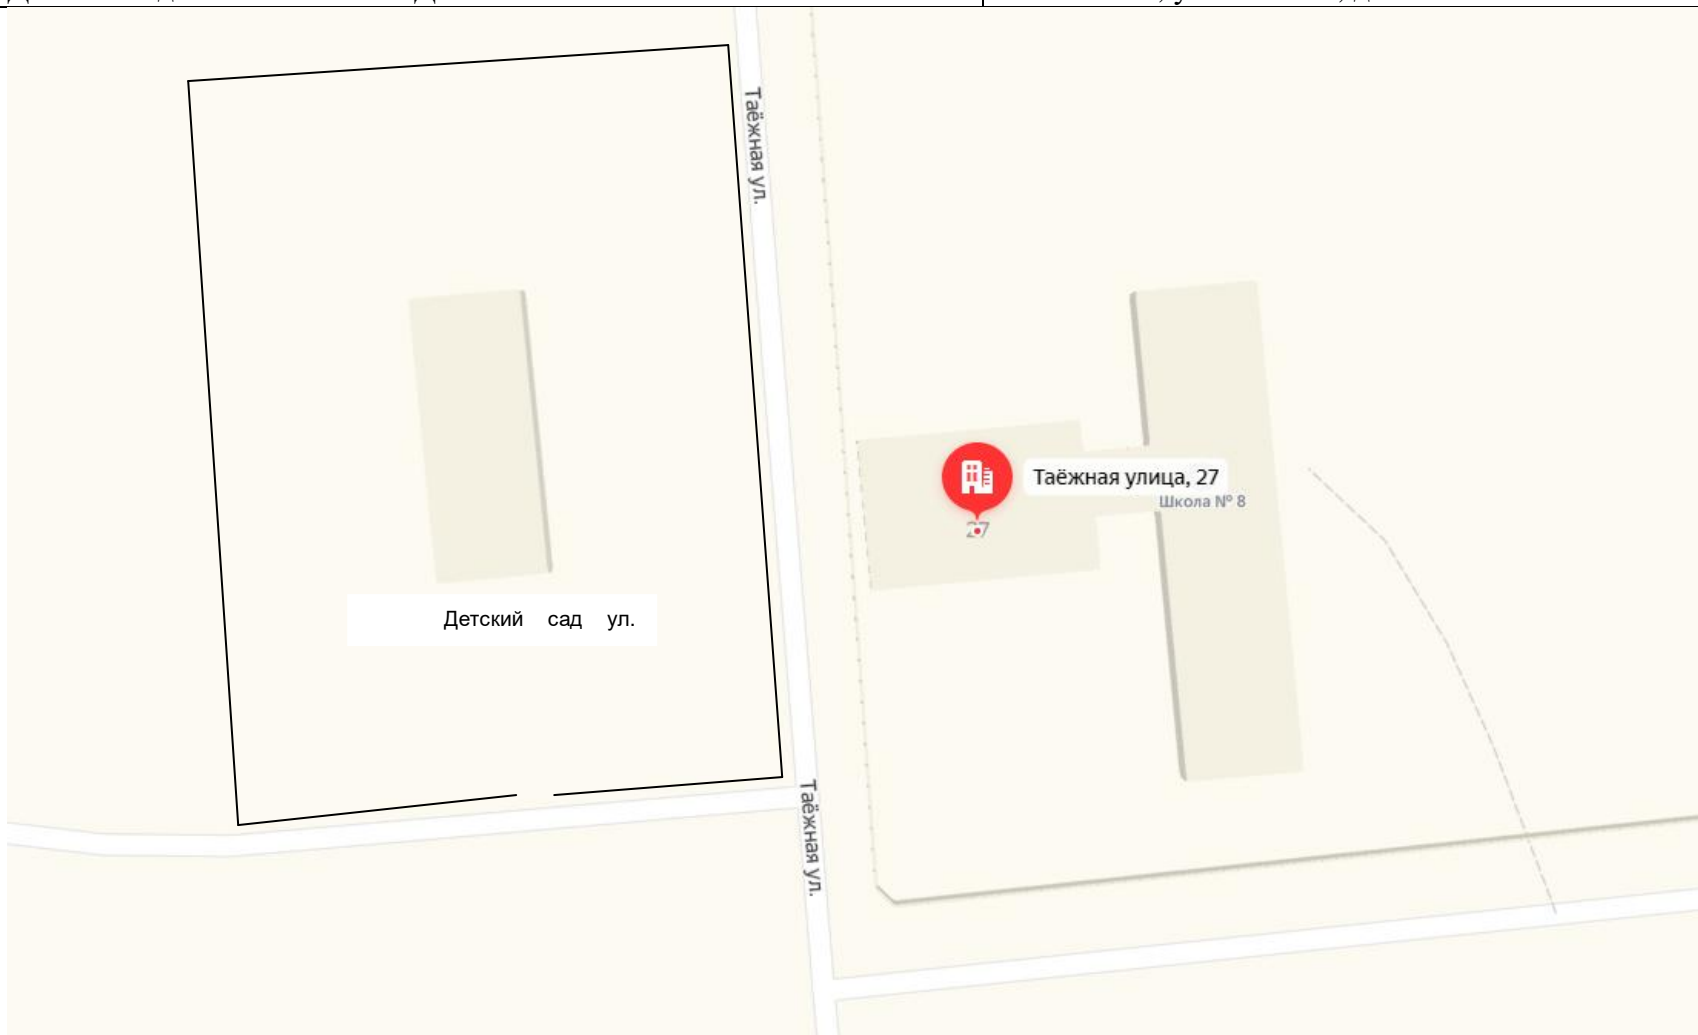 Таёжная ул.
Таёжная улица, 27
Школа № 8
27
Детский сад ул.
Таёжная ул.